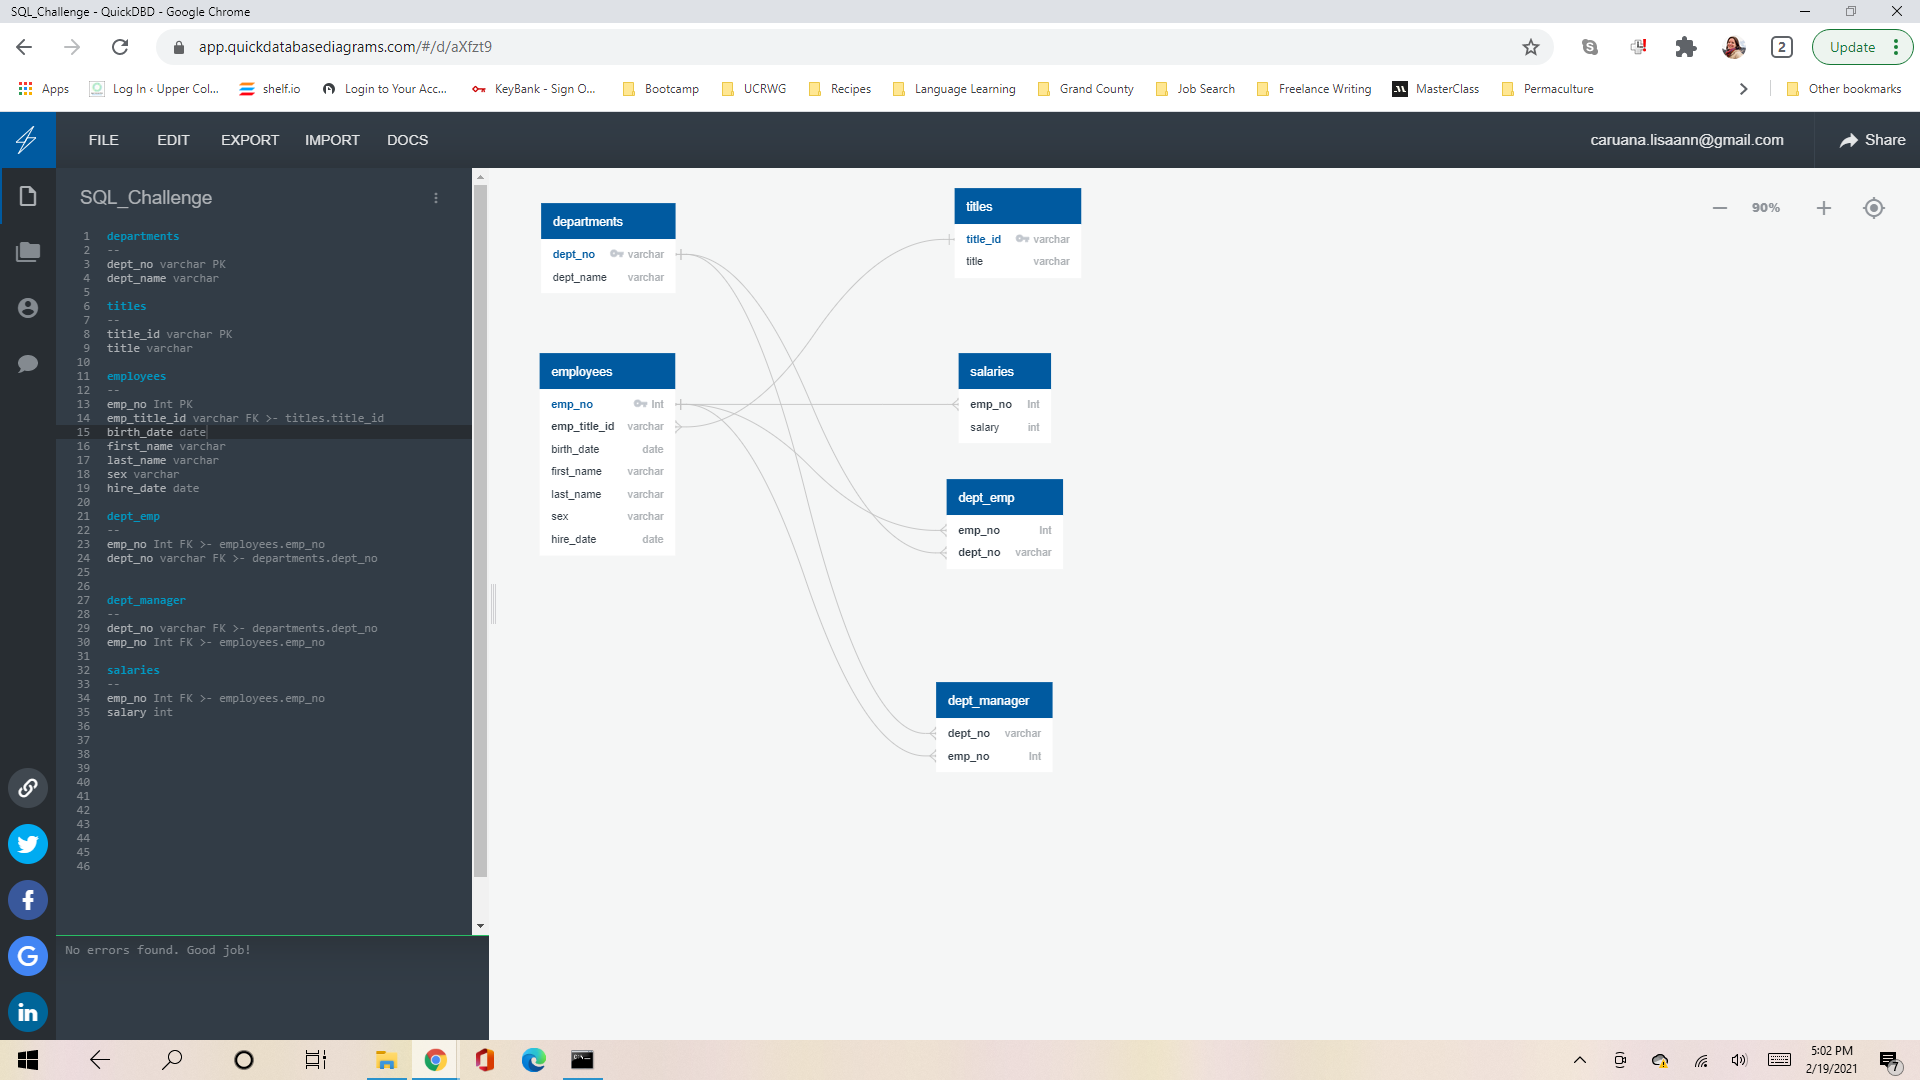 SQL_Challenge - QuickDBD - Google Chrome
app.quickdatabasediagrams.com/#/d/aXfzt9
2
Update
Apps
Log In ‹ Upper Col...
shelf.io
Login to Your Acc...
KeyBank - Sign O...
Bootcamp
UCRWG
Recipes
Language Learning
Grand County
Job Search
Freelance Writing
MasterClass
Permaculture
Other bookmarks
FILE EDIT EXPORT IMPORT DOCS
caruana.lisaann@gmail.com
Share
SQL_Challenge
1 departments
2 --
3 dept_no varchar PK
4 dept_name varchar
5
6 titles
7 --
8 title_id varchar PK
9 title varchar
10
11 employees
12 --
13 emp_no Int PK
14 emp_title_id varchar FK >- titles.title_id
15 birth_date date
16 first_name varchar
17 last_name varchar
18 sex varchar
19 hire_date date
20
21 dept_emp
22 --
23 emp_no Int FK >- employees.emp_no
24 dept_no varchar FK >- departments.dept_no
25
26
27 dept_manager
28 --
29 dept_no varchar FK >- departments.dept_no
30 emp_no Int FK >- employees.emp_no
31
32 salaries
33 --
34 emp_no Int FK >- employees.emp_no
35 salary int
36
37
38
39
40
41
42
43
44
45
46
No errors found. Good job!
departments
dept_no varchar
dept_name varchar
titles
title_id varchar
title varchar
90%
employees
emp_no Int
emp_title_id varchar
birth_date date
first_name varchar
last_name varchar
sex varchar
hire_date date
salaries
emp_no Int
salary int
dept_emp
emp_no Int
dept_no varchar
dept_manager
dept_no varchar
emp_no Int
5:02 PM
2/19/2021
7